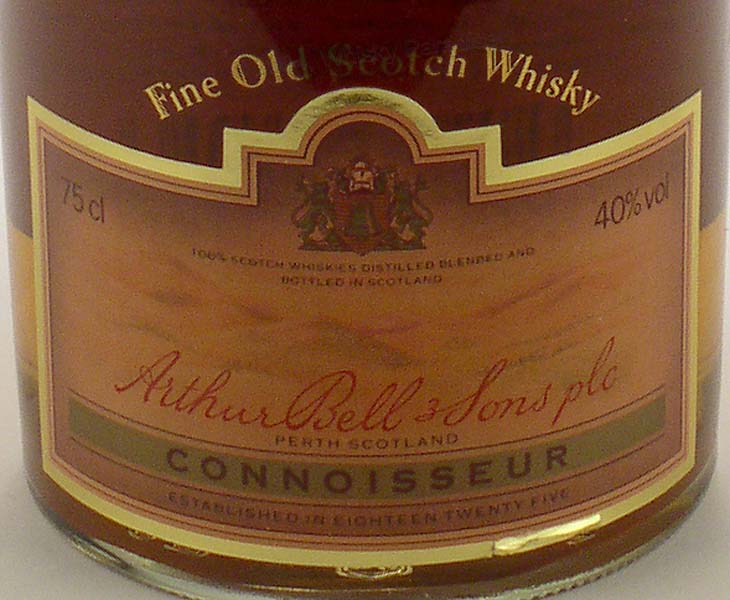 Fine Old Scotch Whisky
75 cl
40% vol
100% SCOTCH WHISKIES DISTILLED BLENDED AND
BOTTLED IN SCOTLAND
Arthur Bell & Sons plc
PERTH SCOTLAND
CONNOISSEUR
ESTABLISHED IN EIGHTEEN TWENTY FIVE